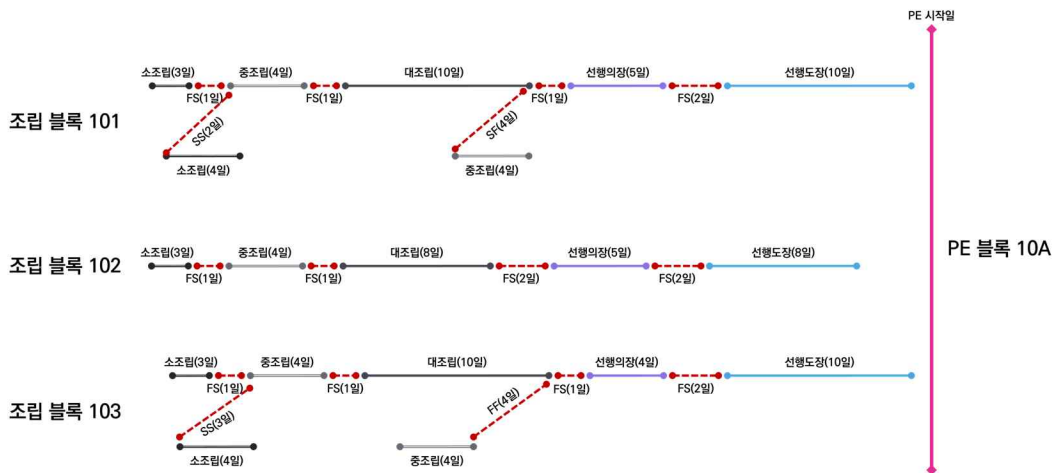 PE 시작일
소조립(3일) 중조립(4일) 대조립(10일) 선행의장(5일) 선행도장(10일)
FS(1일) FS(1일) FS(1일) FS(2일)
조립 블록 101
SS(2일) SF(4일)
소조립(4일) 중조립(4일)
소조립(3일) 중조립(4일) 대조립(8일) 선행의장(5일) 선행도장(8일)
조립 블록 102
PE 블록 10A
FS(1일) FS(1일) FS(2일) FS(2일)
소조립(3일) 중조립(4일) 대조립(10일) 선행의장(4일) 선행도장(10일)
FS(1일) FS(1일) FS(1일) FS(2일)
조립 블록 103
SS(3일) FF(4일)
소조립(4일) 중조립(4일)